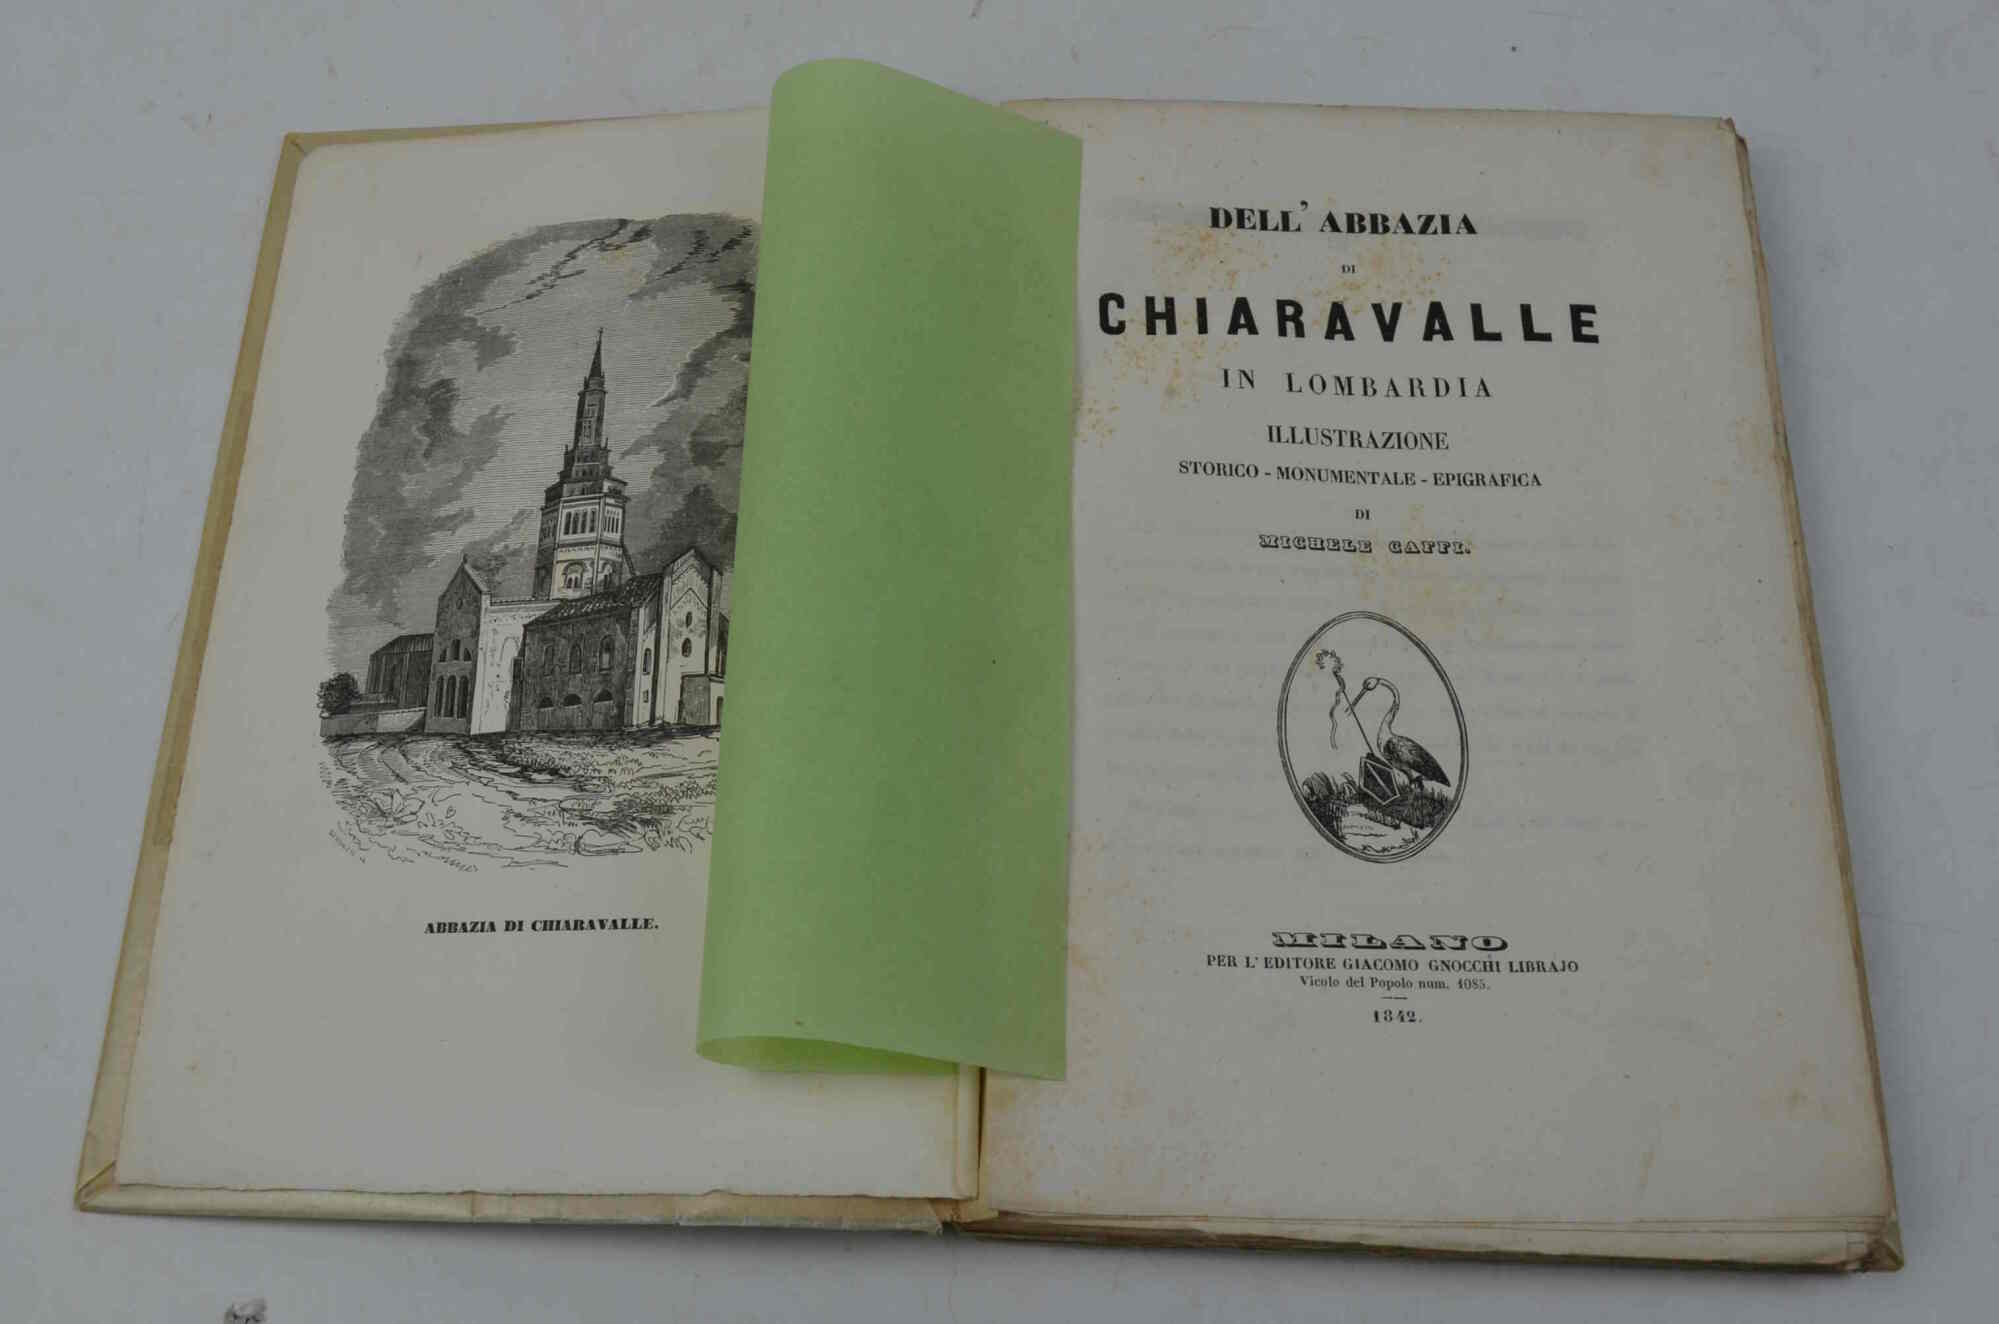 ABBAZIA DI CHIARAVALLE.
DELL' ABBAZIA
DI
CHIARAVALLE
IN LOMBARDIA
ILLUSTRAZIONE
STORICO - MONUMENTALE - EPIGRAFICA
DI
MICHELE CAFFI.
MILANO
PER L' EDITORE GIACOMO GNOCCHI LIBRAJO
Vicolo del Popolo num. 1085.
1842.